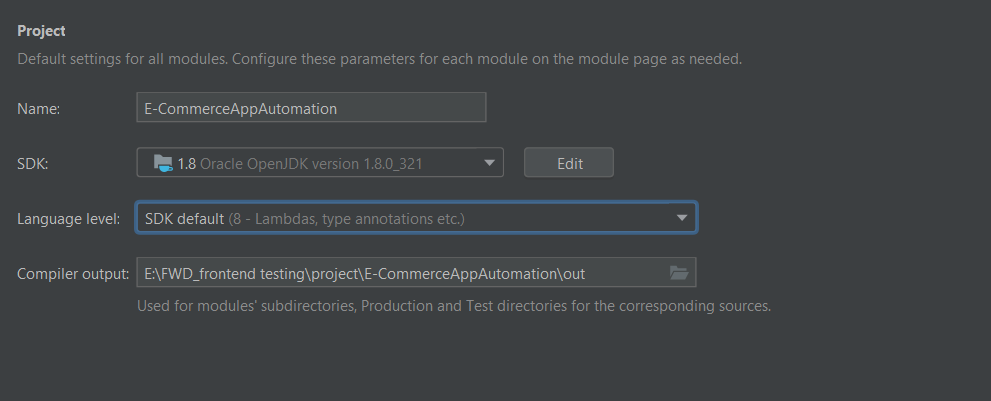 Project
Default settings for all modules. Configure these parameters for each module on the module page as needed.
Name: E-CommerceAppAutomation
SDK: 1.8 Oracle OpenJDK version 1.8.0_321 Edit
Language level: SDK default (8 - Lambdas, type annotations etc.)
Compiler output: E:\FWD_frontend testing\project\E-CommerceAppAutomation\out
Used for modules' subdirectories, Production and Test directories for the corresponding sources.